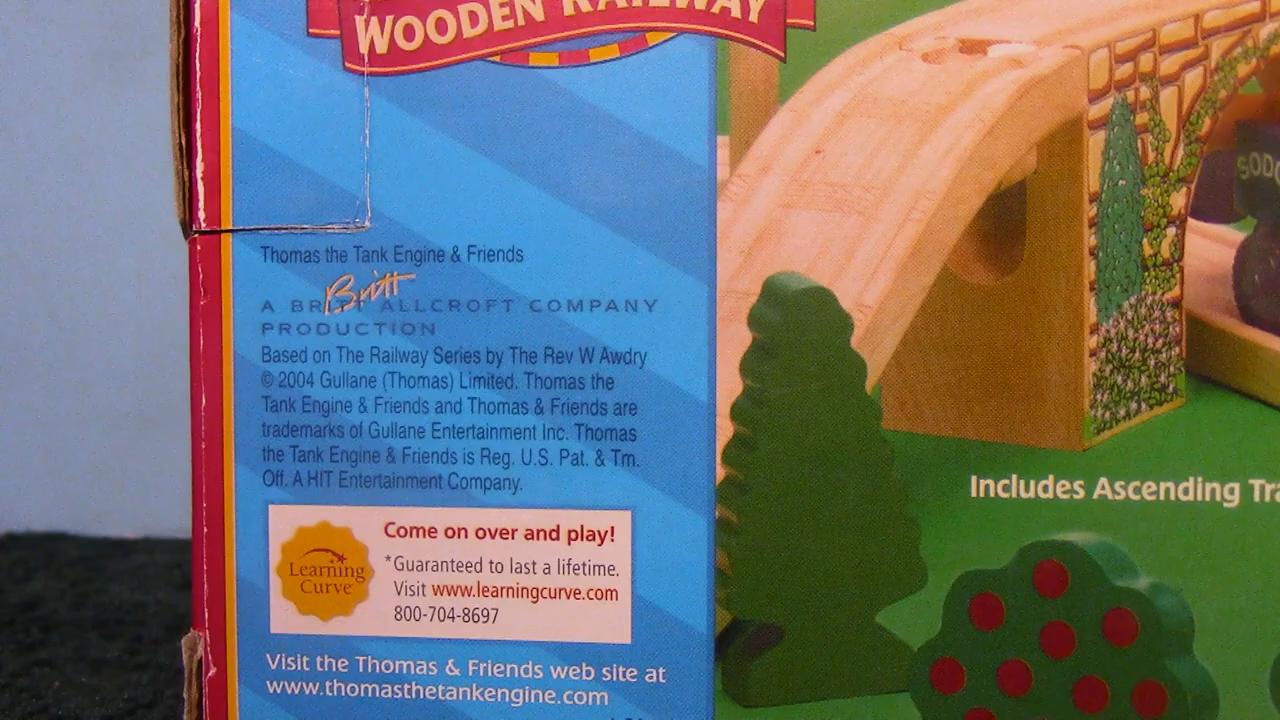 WOODEN RAILWAY
Thomas the Tank Engine & Friends
Britt
A BRITT ALLCROFT COMPANY
PRODUCTION
Based on The Railway Series by The Rev W Awdry
© 2004 Gullane (Thomas) Limited. Thomas the
Tank Engine & Friends and Thomas & Friends are
trademarks of Gullane Entertainment Inc. Thomas
the Tank Engine & Friends is Reg. U.S. Pat. & Tm.
Off. A HIT Entertainment Company.
Learning
Curve
Come on over and play!
*Guaranteed to last a lifetime.
Visit www.learningcurve.com
800-704-8697
Visit the Thomas & Friends web site at
www.thomasthetankengine.com
Includes Ascending